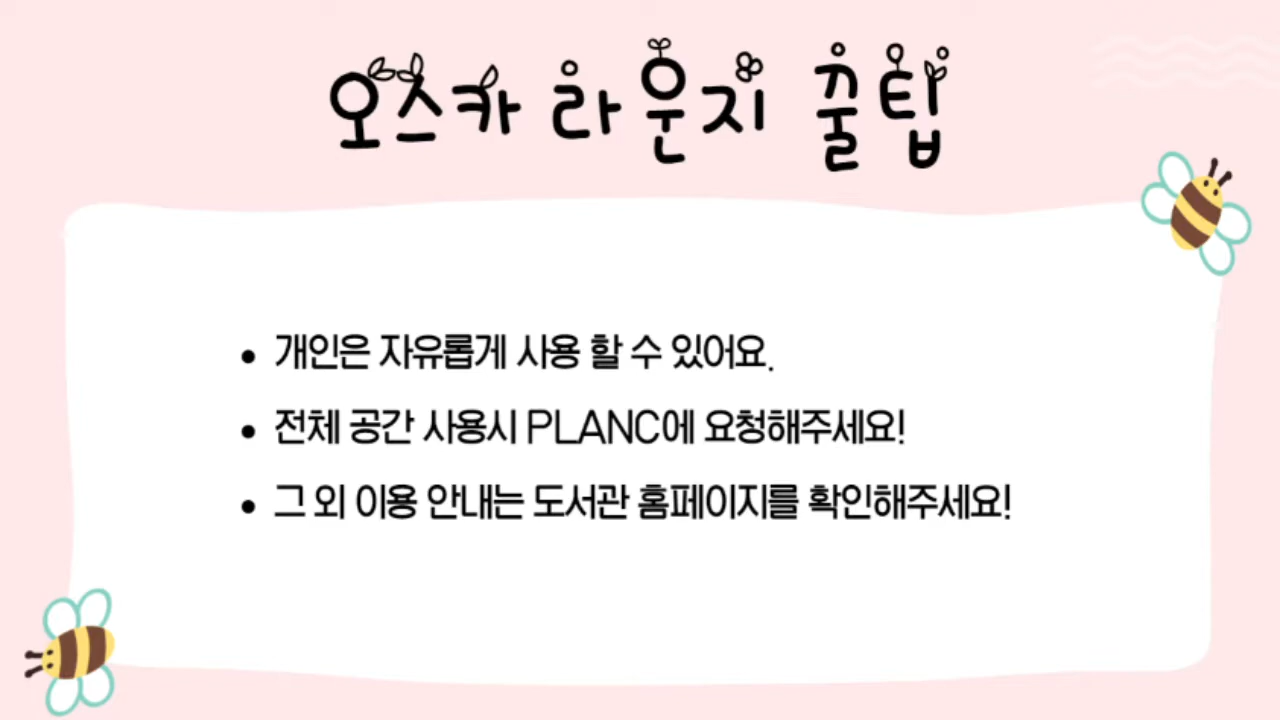 오스카 라운지 꿀팁
• 개인은 자유롭게 사용 할 수 있어요.
• 전체 공간 사용시 PLANC에 요청해주세요!
• 그 외 이용 안내는 도서관 홈페이지를 확인해주세요!